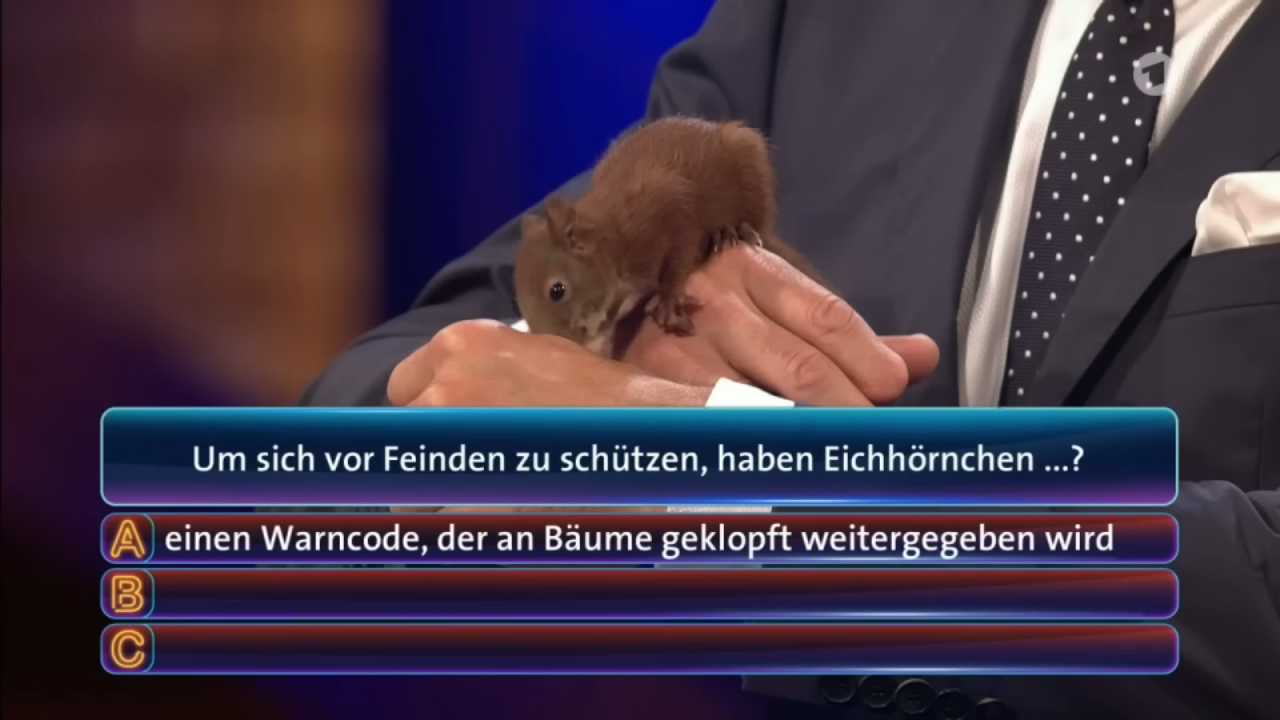 Um sich vor Feinden zu schützen, haben Eichhörnchen ...?
A einen Warncode, der an Bäume geklopft weitergegeben wird
B
C